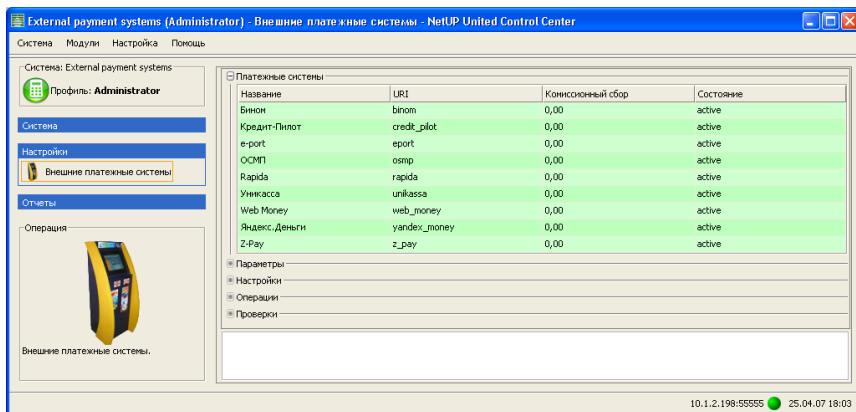 External payment systems (Administrator) - Внешние платежные системы - NetUP United Control Center
Система Модули Настройка Помощь
Система: External payment systems
Профиль: Administrator
Система
Настройки
Внешние платежные системы
Отчеты
Операция
Внешние платежные системы.
Платежные системы
Название URI Комиссионный сбор Состояние
Бином binom 0,00 active
Кредит-Пилот credit_pilot 0,00 active
e-port eport 0,00 active
ОСМП osmp 0,00 active
Rapida rapida 0,00 active
Уникасса unikassa 0,00 active
Web Money web_money 0,00 active
Яндекс.Деньги yandex_money 0,00 active
Z-Pay z_pay 0,00 active
Параметры
Настройки
Операции
Проверки
10.1.2.198:55555 25.04.07 18:03